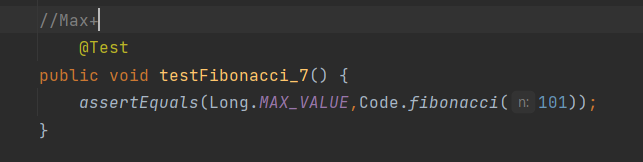 //Max+
@Test
public void testFibonacci_7() {
assertEquals(Long.MAX_VALUE,Code.fibonacci( n: 101));
}